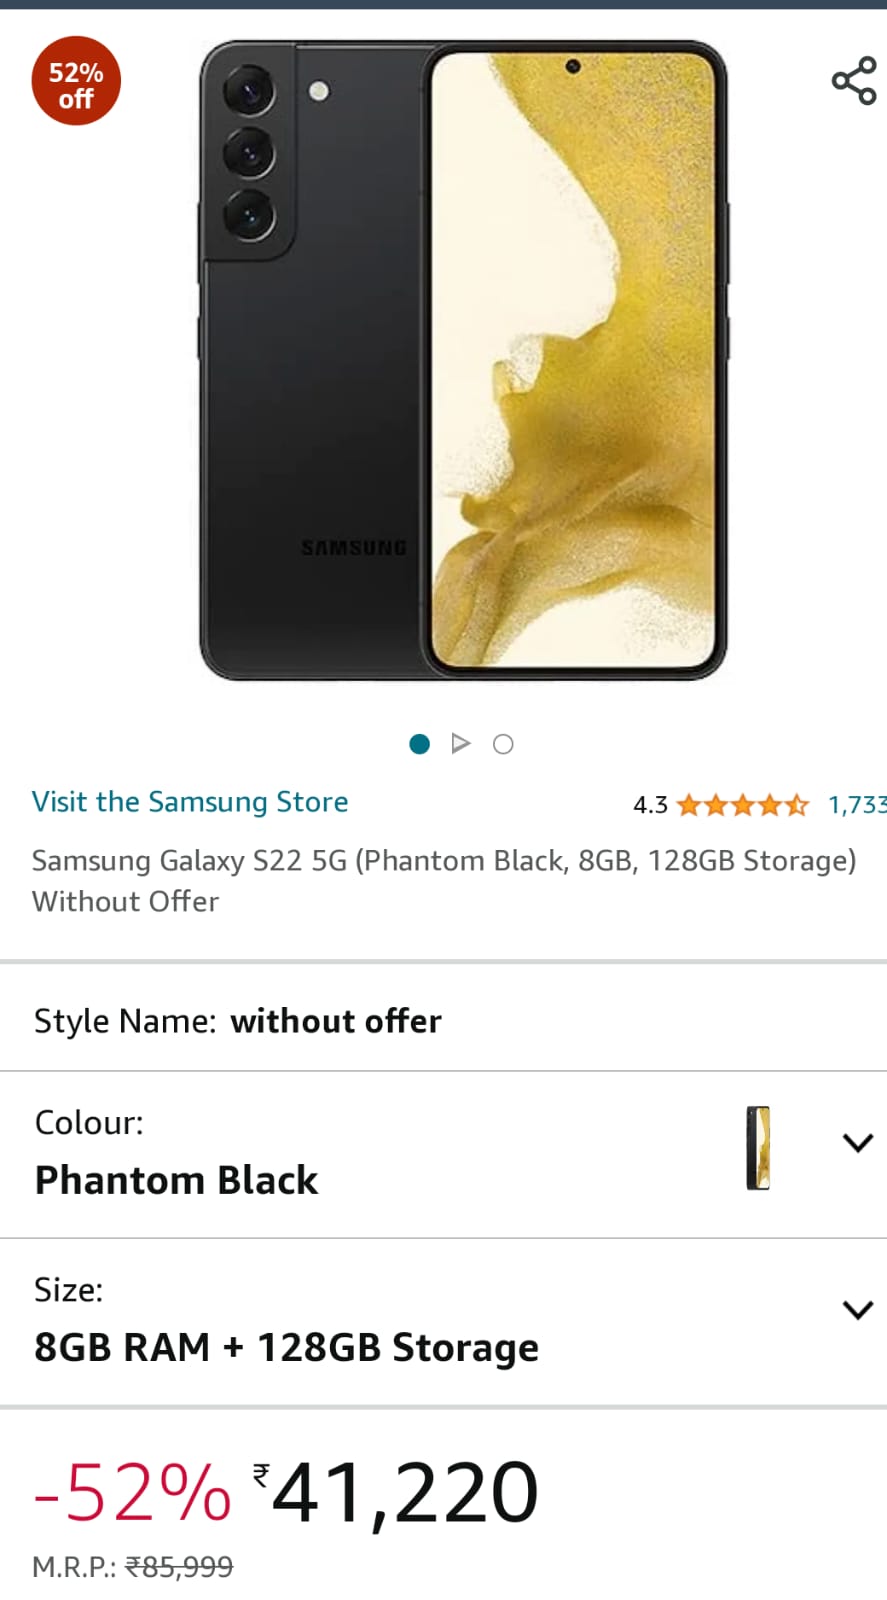 52%
off
SAMSUNG
Visit the Samsung Store
4.3
1,733
Samsung Galaxy S22 5G (Phantom Black, 8GB, 128GB Storage)
Without Offer
Style Name: without offer
Colour:
Phantom Black
Size:
8GB RAM + 128GB Storage
-52% ₹41,220
M.R.P.: ₹85,999